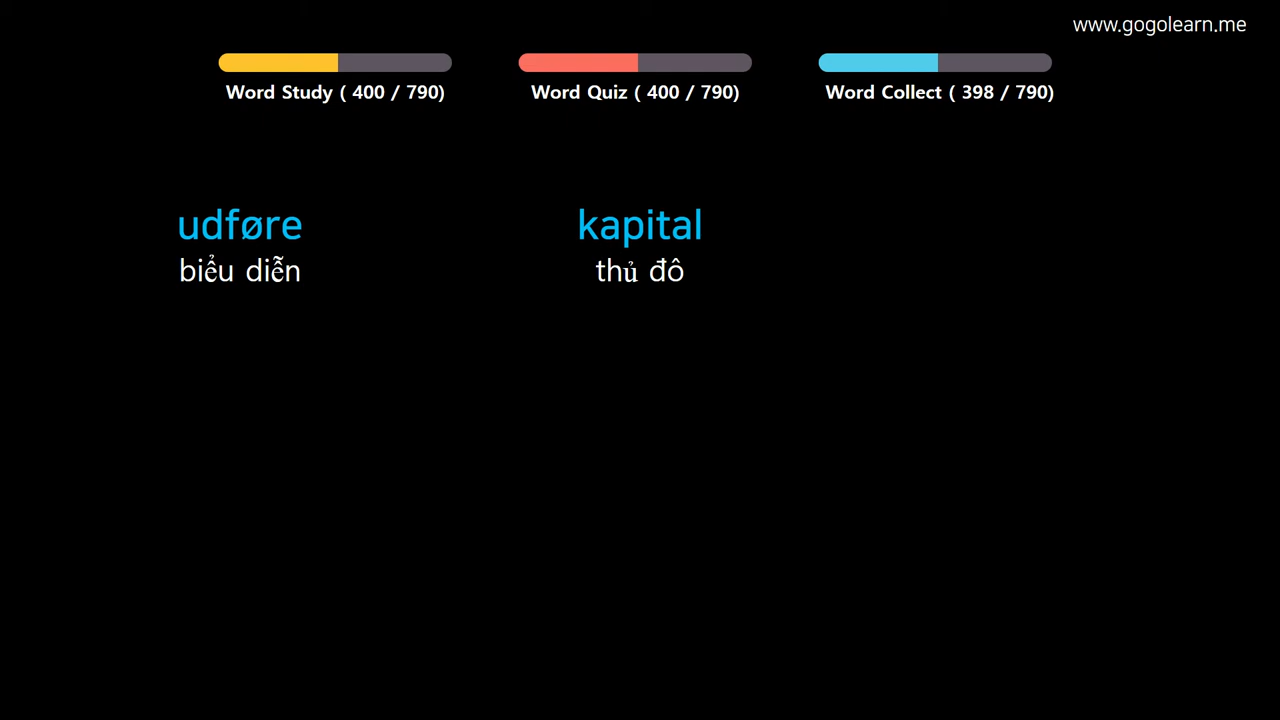 www.gogolearn.me
Word Study ( 400 / 790)
Word Quiz ( 400 / 790)
Word Collect ( 398 / 790)
udføre
biểu diễn
kapital
thủ đô